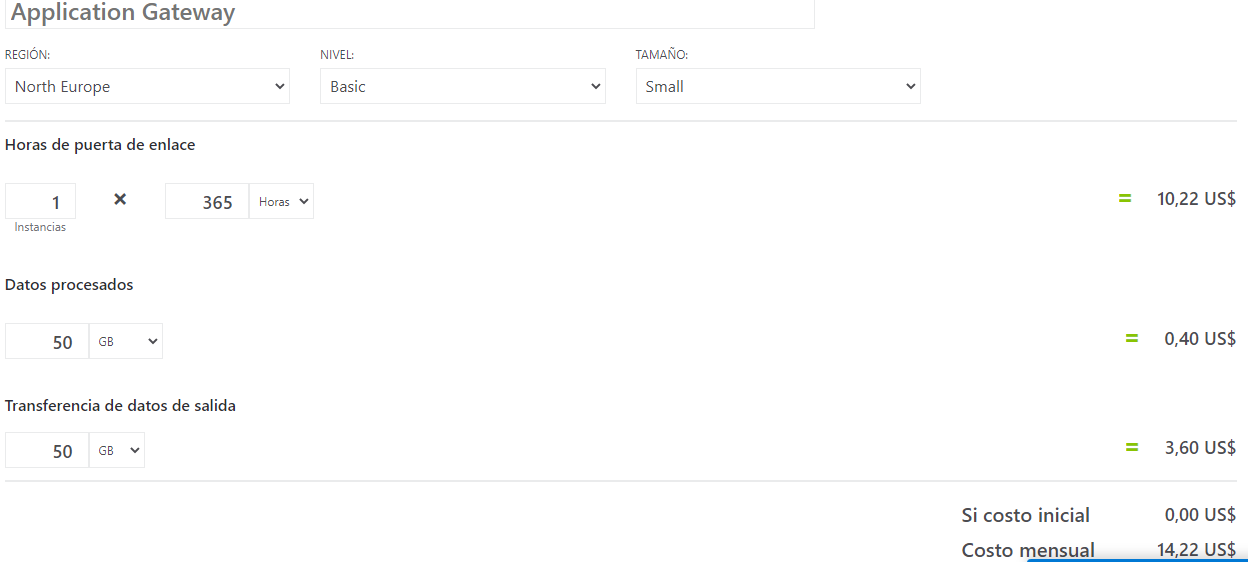 Application Gateway
REGIÓN: NIVEL: TAMAÑO:
North Europe Basic Small
Horas de puerta de enlace
1 × 365 Horas = 10,22 US$
Instancias
Datos procesados
50 GB = 0,40 US$
Transferencia de datos de salida
50 GB = 3,60 US$
Si costo inicial 0,00 US$
Costo mensual 14,22 US$